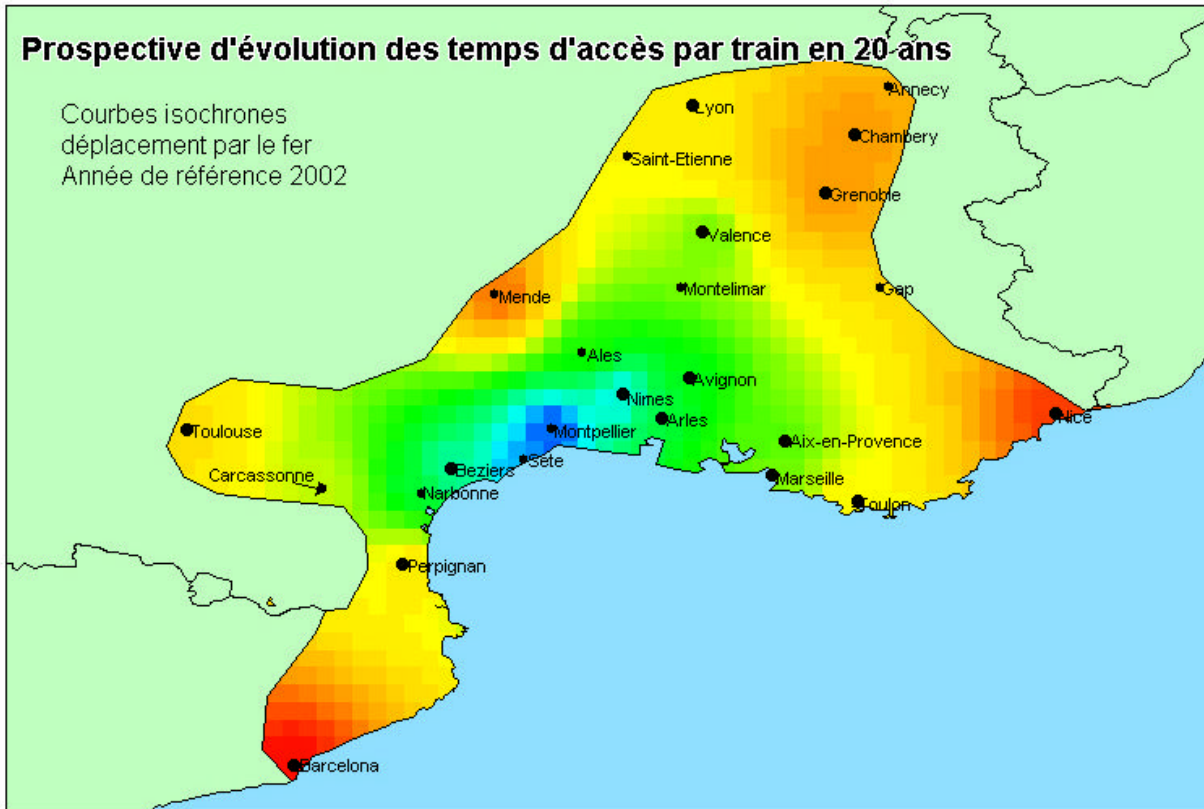 Prospective d'évolution des temps d'accès par train en 20 ans
Courbes isochrones
déplacement par le fer
Année de référence 2002
Annecy
Lyon
Chambery
Saint-Etienne
Grenoble
Valence
Montelimar
Gap
Mende
Ales
Avignon
Nimes
Arles
Nice
Toulouse
Montpellier
Aix-en-Provence
Sete
Beziers
Carcassonne
Marseille
Narbonne
Toulon
Perpignan
Barcelona